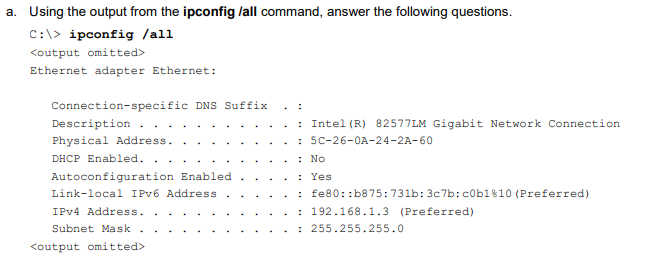 a. Using the output from the ipconfig /all command, answer the following questions.
C:\> ipconfig /all
<output omitted>
Ethernet adapter Ethernet:
Connection-specific DNS Suffix . :
Description . . . . . . . . . . . : Intel(R) 82577LM Gigabit Network Connection
Physical Address. . . . . . . . . : 5C-26-0A-24-2A-60
DHCP Enabled. . . . . . . . . . . : No
Autoconfiguration Enabled . . . . : Yes
Link-local IPv6 Address . . . . . : fe80::b875:731b:3c7b:c0b1%10(Preferred)
IPv4 Address. . . . . . . . . . . : 192.168.1.3 (Preferred)
Subnet Mask . . . . . . . . . . . : 255.255.255.0
<output omitted>